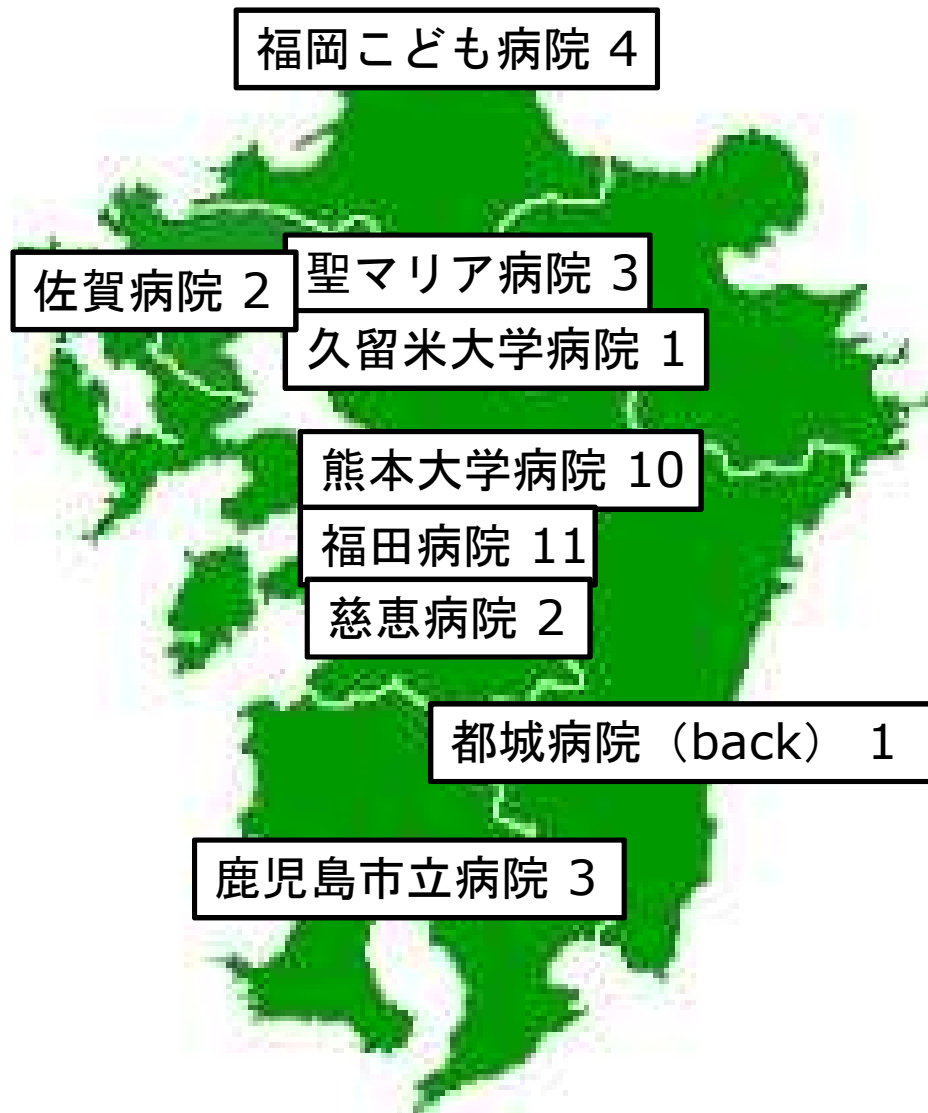 福岡こども病院 4
聖マリア病院 3
佐賀病院 2
久留米大学病院 1
熊本大学病院 10
福田病院 11
慈恵病院 2
都城病院（back） 1
鹿児島市立病院 3